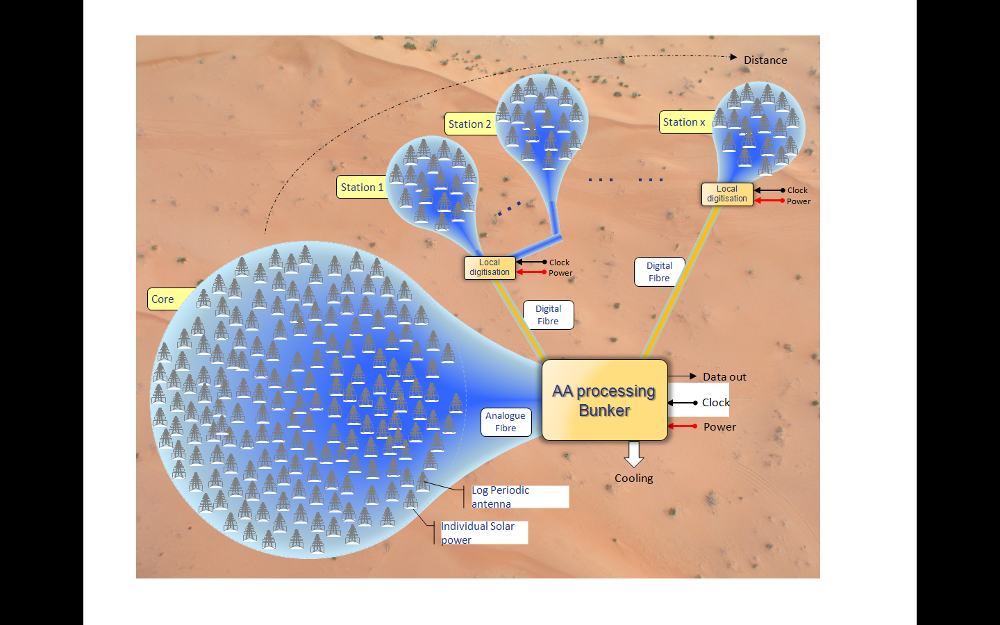 Distance
Station 2
Station x
Station 1
Local
digitisation
Clock
Power
Local
digitisation
Clock
Power
Digital
Fibre
Core
Digital
Fibre
AA processing
Bunker
Data out
Clock
Power
Analogue
Fibre
Cooling
Log Periodic
antenna
Individual Solar
power